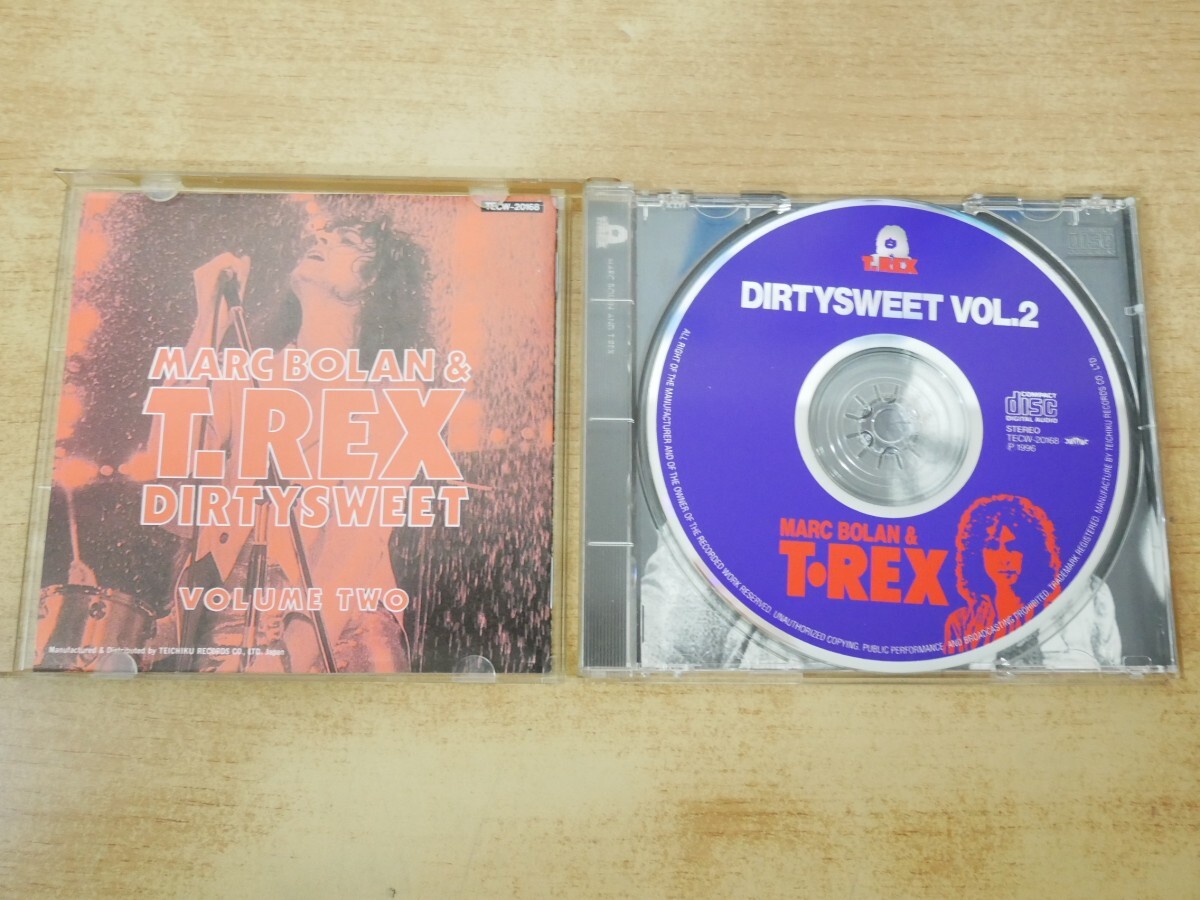 TECW-20168
MARC BOLAN &
T.REX
DIRTYSWEET
VOLUME TWO
Manufactured & Distributed by TEICHIKU RECORDS CO., LTD. Japan
T.REX
DIRTYSWEET VOL.2
COMPACT
disc
DIGITAL AUDIO
STEREO
TECW-20168
℗ 1996
MARC BOLAN &
T•REX
ALL RIGHT OF THE MANUFACTURER AND OF THE OWNER OF THE RECORDED WORK RESERVED. UNAUTHORIZED COPYING. PUBLIC PERFORMANCE AND BROADCASTING PROHIBITED. TRADEMARK REGISTERED. MANUFACTURE BY TEICHIKU RECORDS CO., LTD.
disc